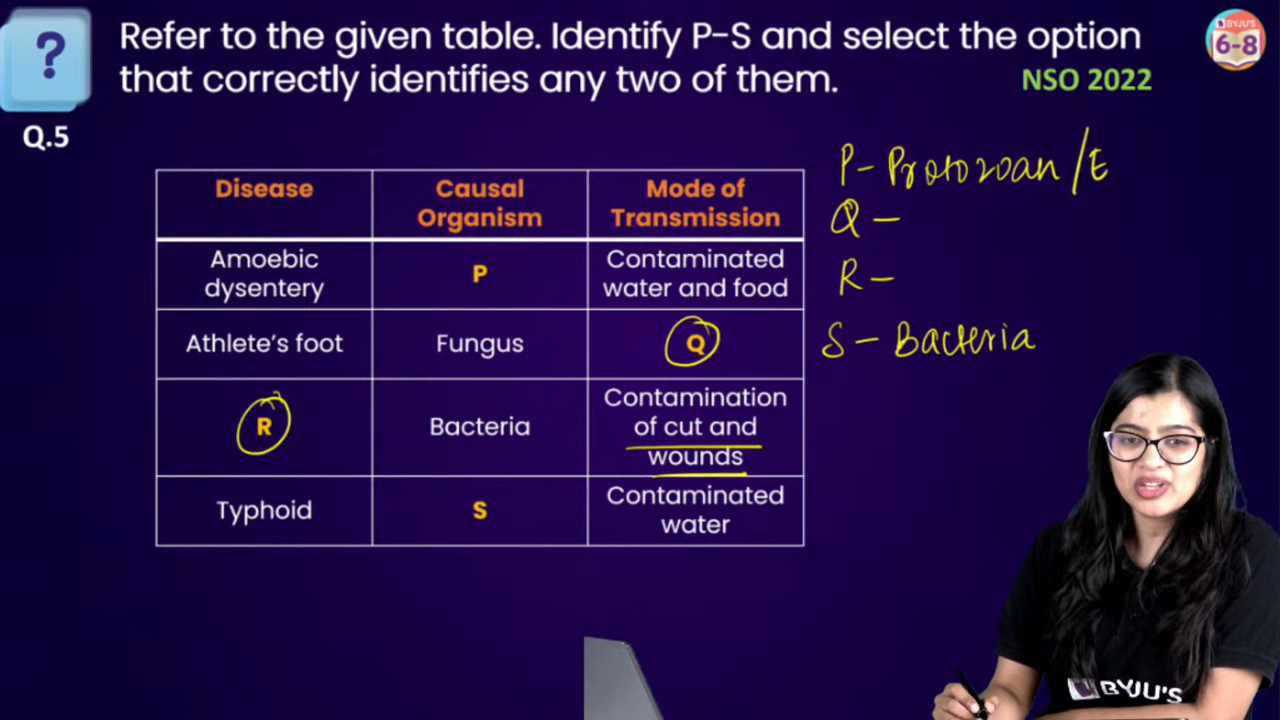 ?
Refer to the given table. Identify P-S and select the option
that correctly identifies any two of them.
NSO 2022
BYJU'S
6-8
Q.5
Disease
Causal
Organism
Mode of
Transmission
Amoebic
dysentery
P
Contaminated
water and food
Athlete's foot
Fungus
Q
R
Bacteria
Contamination
of cut and
wounds
Typhoid
S
Contaminated
water
P - Protozoan / E
Q -
R -
S - Bacteria
BYJU'S